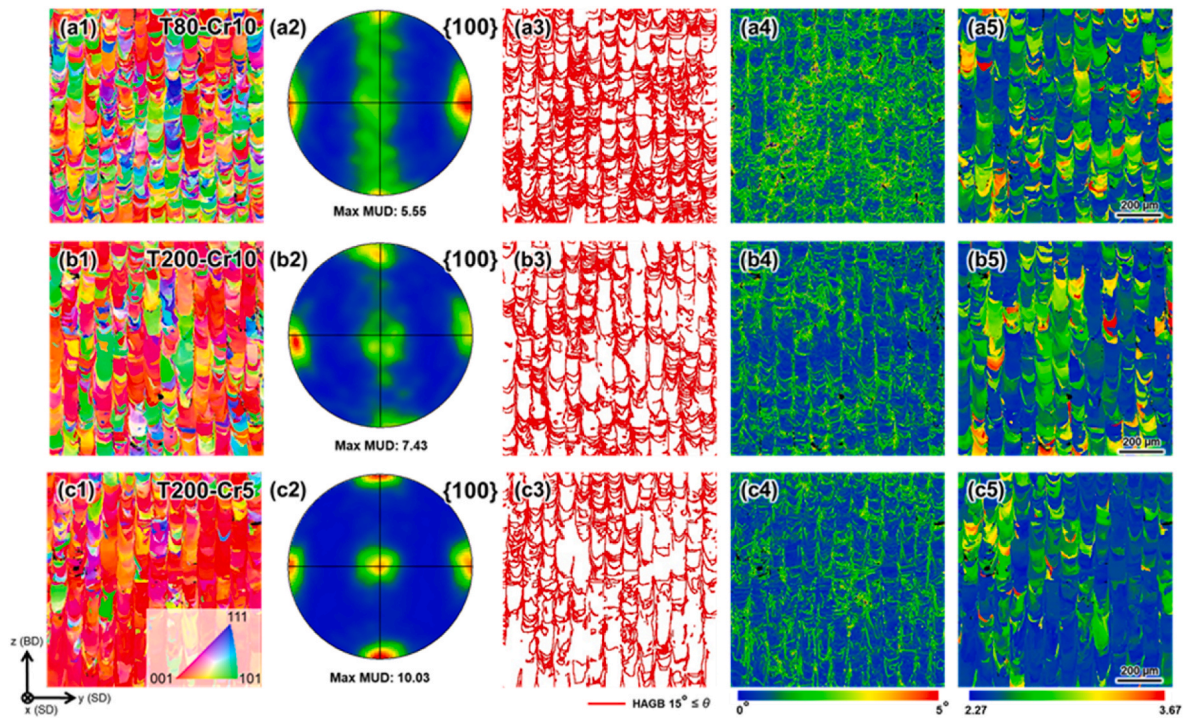 (a1) T80-Cr10 (a2) {100} (a3) (a4) (a5)
Max MUD: 5.55
200 µm
(b1) T200-Cr10 (b2) {100} (b3) (b4) (b5)
Max MUD: 7.43
200 µm
(c1) T200-Cr5 (c2) {100} (c3) (c4) (c5)
111
001 101
z (BD)
y (SD)
x (SD)
Max MUD: 10.03
200 µm
HAGB 15° ≤ θ
0° 5°
2.27 3.67